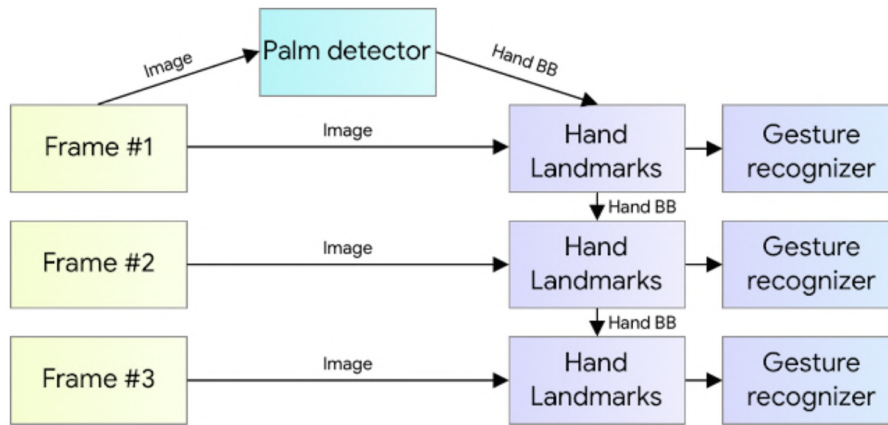 Palm detector
Image
Hand BB
Frame #1
Image
Hand
Landmarks
Gesture
recognizer
Hand BB
Frame #2
Image
Hand
Landmarks
Gesture
recognizer
Hand BB
Frame #3
Image
Hand
Landmarks
Gesture
recognizer